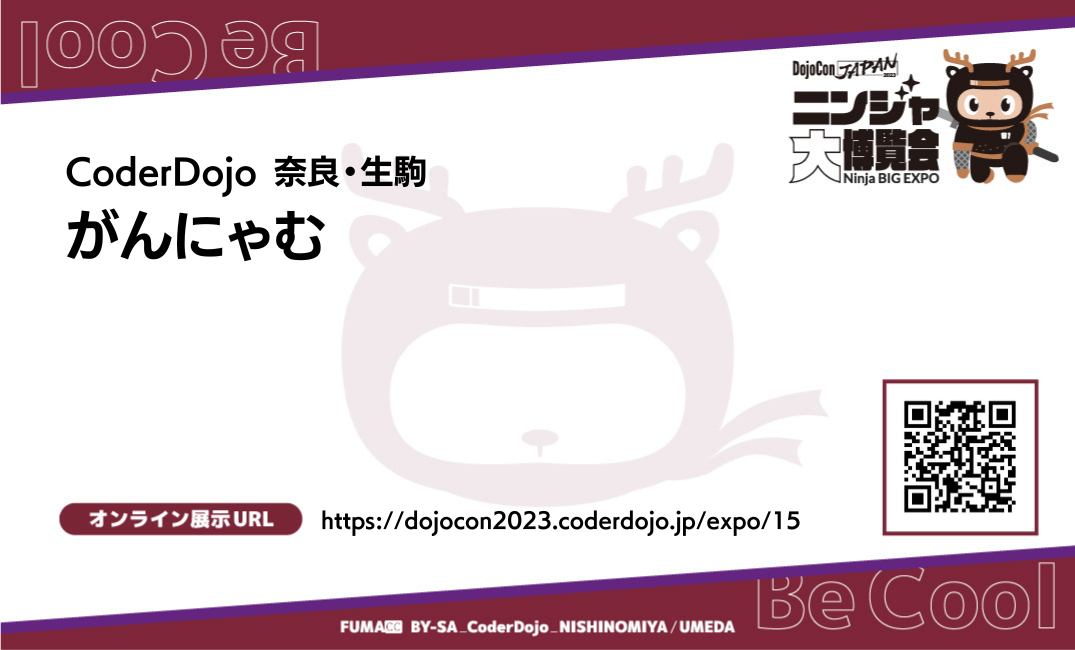 Be Cool
DojoCon JAPAN
2023
ニンジャ
大博覧会
Ninja BIG EXPO
CoderDojo 奈良・生駒
がんにゃむ
オンライン展示URL
https://dojocon2023.coderdojo.jp/expo/15
Be Cool
FUMA CC BY-SA_CoderDojo_NISHINOMIYA/UMEDA